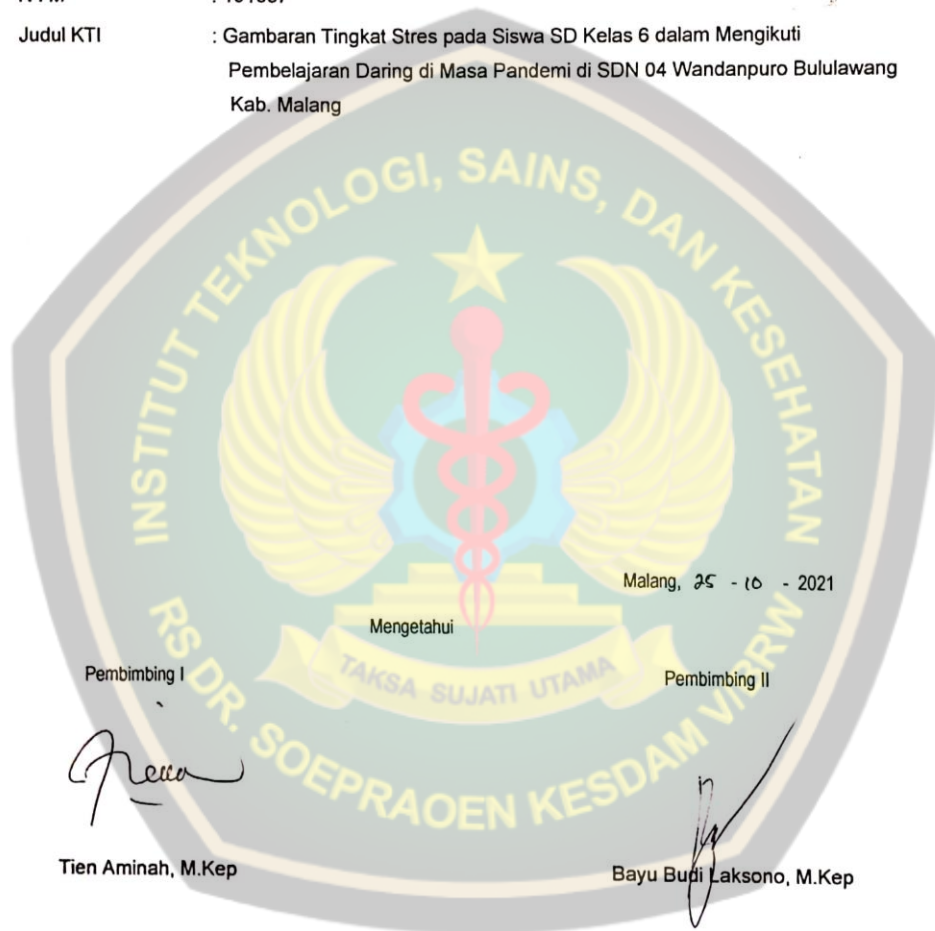 Judul KTI : Gambaran Tingkat Stres pada Siswa SD Kelas 6 dalam Mengikuti
Pembelajaran Daring di Masa Pandemi di SDN 04 Wandanpuro Bululawang
Kab. Malang
INSTITUT TEKNOLOGI, SAINS, DAN KESEHATAN
RS DR. SOEPRAOEN KESDAM V/BRW
TAKSA SUJATI UTAMA
Malang, 25 - 10 - 2021
Mengetahui
Pembimbing I Pembimbing II
Tien Aminah, M.Kep Bayu Budi Laksono, M.Kep